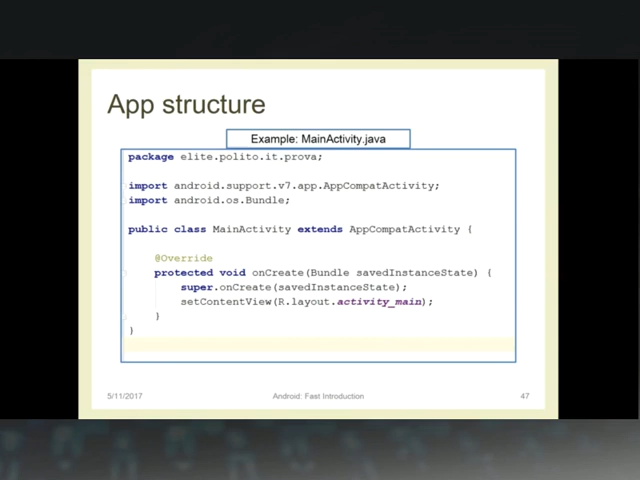 App structure
Example: MainActivity.java
package elite.polito.it.prova;
import android.support.v7.app.AppCompatActivity;
import android.os.Bundle;
public class MainActivity extends AppCompatActivity {
@Override
protected void onCreate(Bundle savedInstanceState) {
super.onCreate(savedInstanceState);
setContentView(R.layout.activity_main);
}
}
5/11/2017 Android: Fast Introduction 47